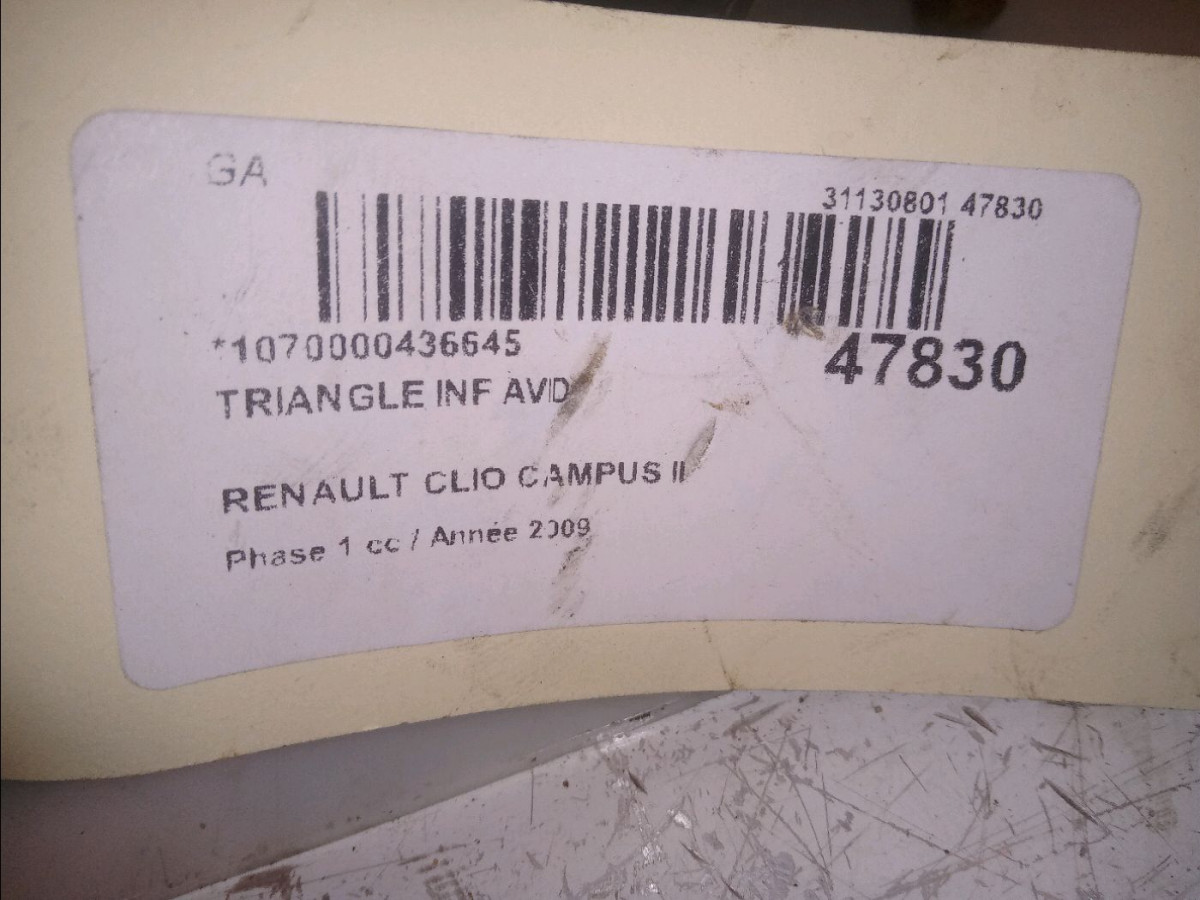 GA
31130801 47830
*1070000436645
47830
TRIANGLE INF AVD
RENAULT CLIO CAMPUS II
Phase 1 cc / Année 2009